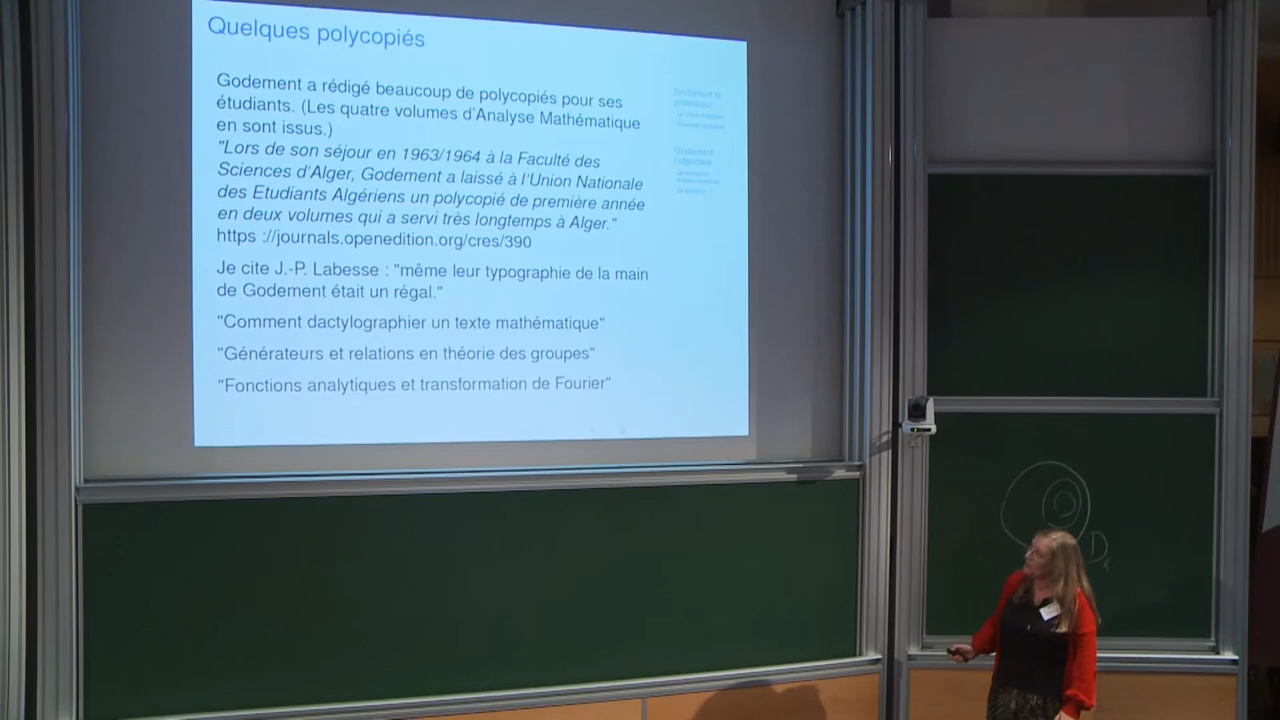 Quelques polycopiés
Godement a rédigé beaucoup de polycopiés pour ses
étudiants. (Les quatre volumes d'Analyse Mathématique
en sont issus.)
"Lors de son séjour en 1963/1964 à la Faculté des
Sciences d'Alger, Godement a laissé à l'Union Nationale
des Etudiants Algériens un polycopié de première année
en deux volumes qui a servi très longtemps à Alger."
https ://journals.openedition.org/cres/390
Je cite J.-P. Labesse : "même leur typographie de la main
de Godement était un régal."
"Comment dactylographier un texte mathématique"
"Générateurs et relations en théorie des groupes"
"Fonctions analytiques et transformation de Fourier"
Godement le
professeur
Godement
D